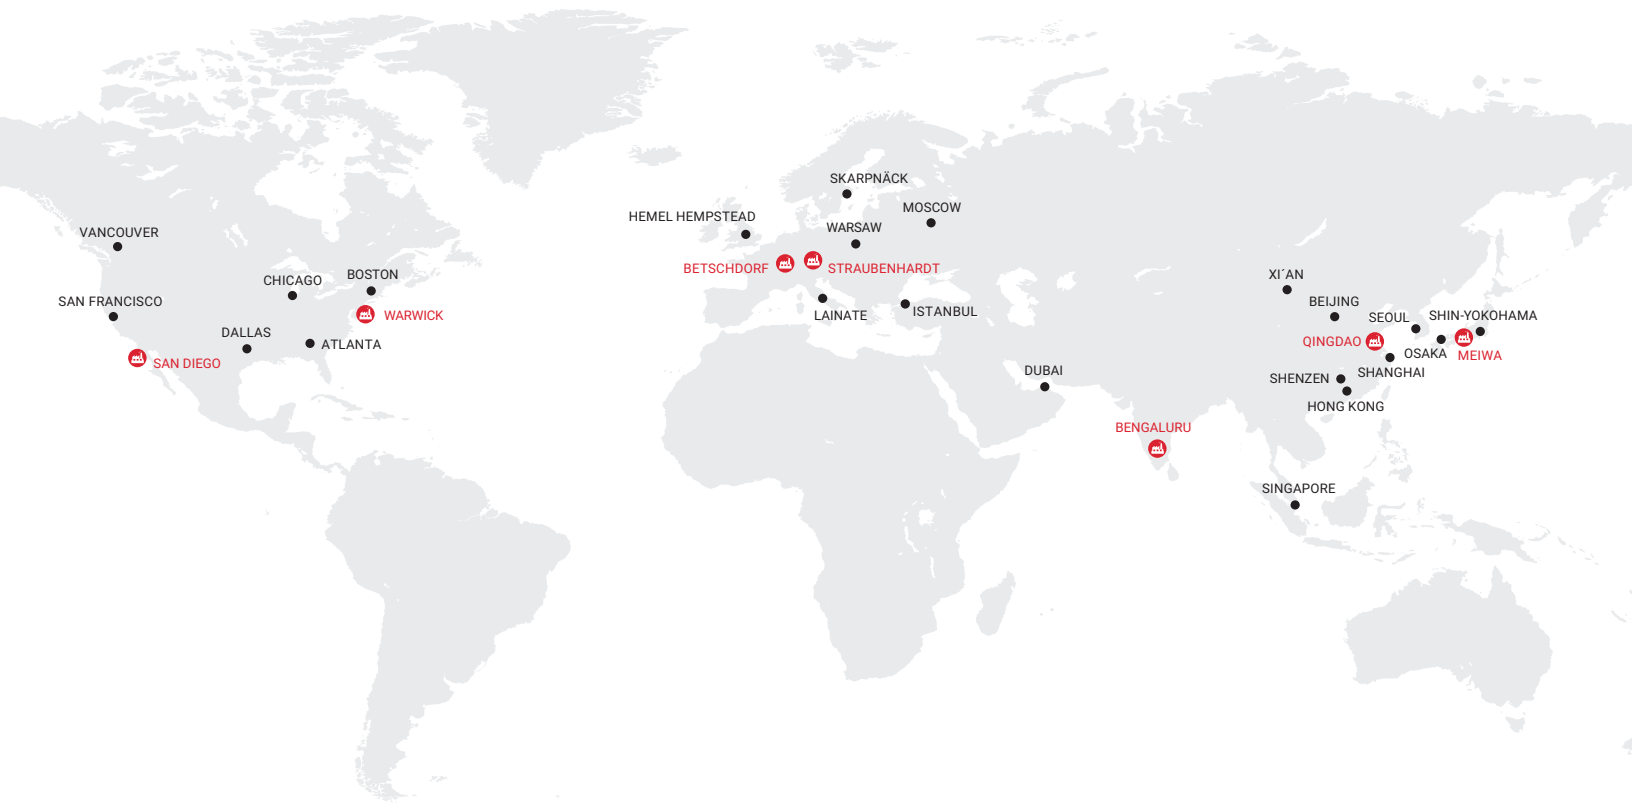 SKARPNÄCK
MOSCOW
HEMEL HEMPSTEAD
WARSAW
VANCOUVER
BETSCHDORF
STRAUBENHARDT
CHICAGO
BOSTON
XI´AN
SAN FRANCISCO
BEIJING
LAINATE
ISTANBUL
WARWICK
SEOUL
SHIN-YOKOHAMA
DALLAS
ATLANTA
QINGDAO
OSAKA
MEIWA
SAN DIEGO
DUBAI
SHENZEN
SHANGHAI
HONG KONG
BENGALURU
SINGAPORE